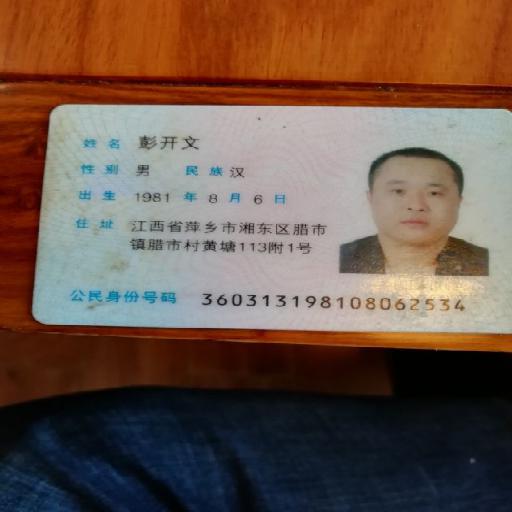 姓名 彭开文
性别 男 民族 汉
出生 1981 年 8 月 6 日
住址 江西省萍乡市湘东区腊市
镇腊市村黄塘113附1号
公民身份号码 360313198108062534